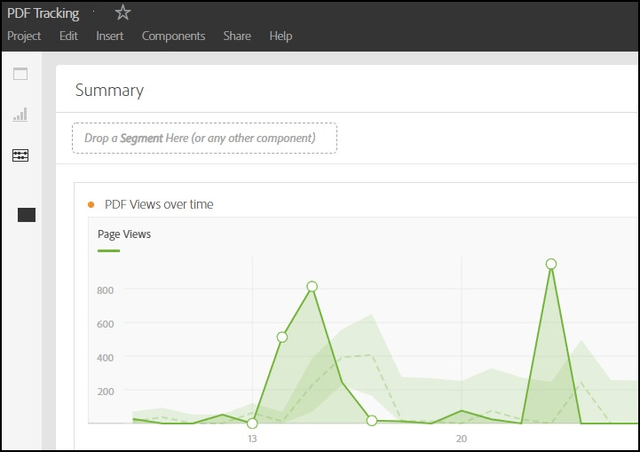 PDF Tracking
Project Edit Insert Components Share Help
Summary
Drop a Segment Here (or any other component)
PDF Views over time
Page Views
800
600
400
200
13 20